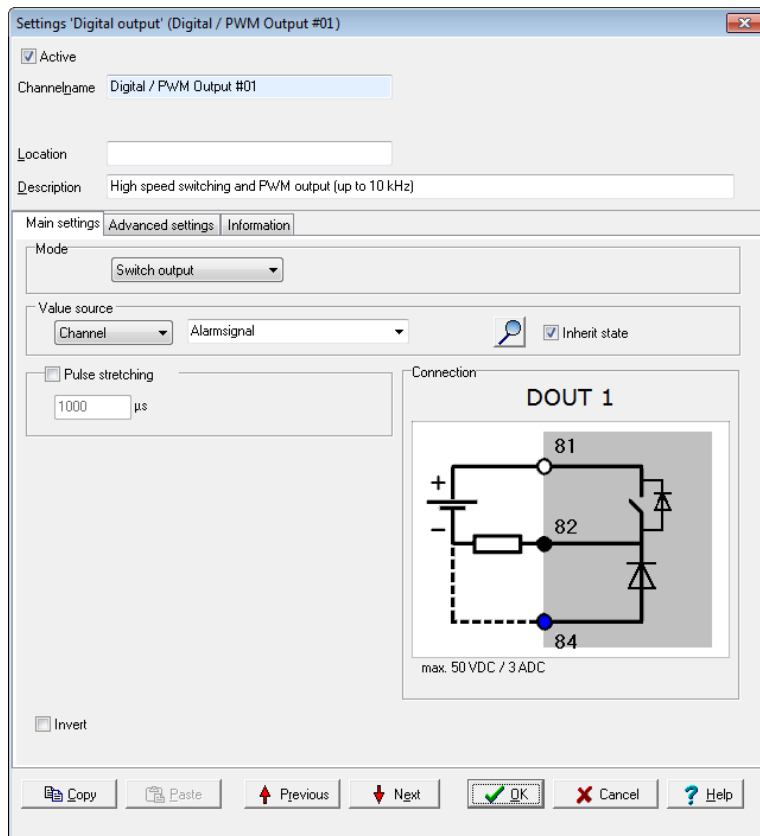 Settings 'Digital output' (Digital / PWM Output #01)
Active
Channelname Digital / PWM Output #01
Location
Description High speed switching and PWM output (up to 10 kHz)
Main settings Advanced settings Information
Mode
Switch output
Value source
Channel Alarmsignal Inherit state
Pulse stretching
1000 µs
Connection
DOUT 1
81
+
82
−
84
max. 50 VDC / 3 ADC
Invert
Copy Paste Previous Next OK Cancel ? Help